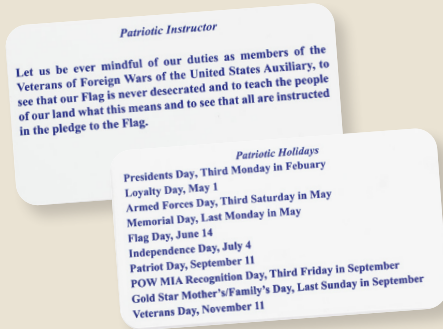 Patriotic Instructor
Let us be ever mindful of our duties as members of the
Veterans of Foreign Wars of the United States Auxiliary, to
see that our Flag is never desecrated and to teach the people
of our land what this means and to see that all are instructed
in the pledge to the Flag.
Patriotic Holidays
Presidents Day, Third Monday in Febuary
Loyalty Day, May 1
Armed Forces Day, Third Saturday in May
Memorial Day, Last Monday in May
Flag Day, June 14
Independence Day, July 4
Patriot Day, September 11
POW MIA Recognition Day, Third Friday in September
Gold Star Mother's/Family's Day, Last Sunday in September
Veterans Day, November 11